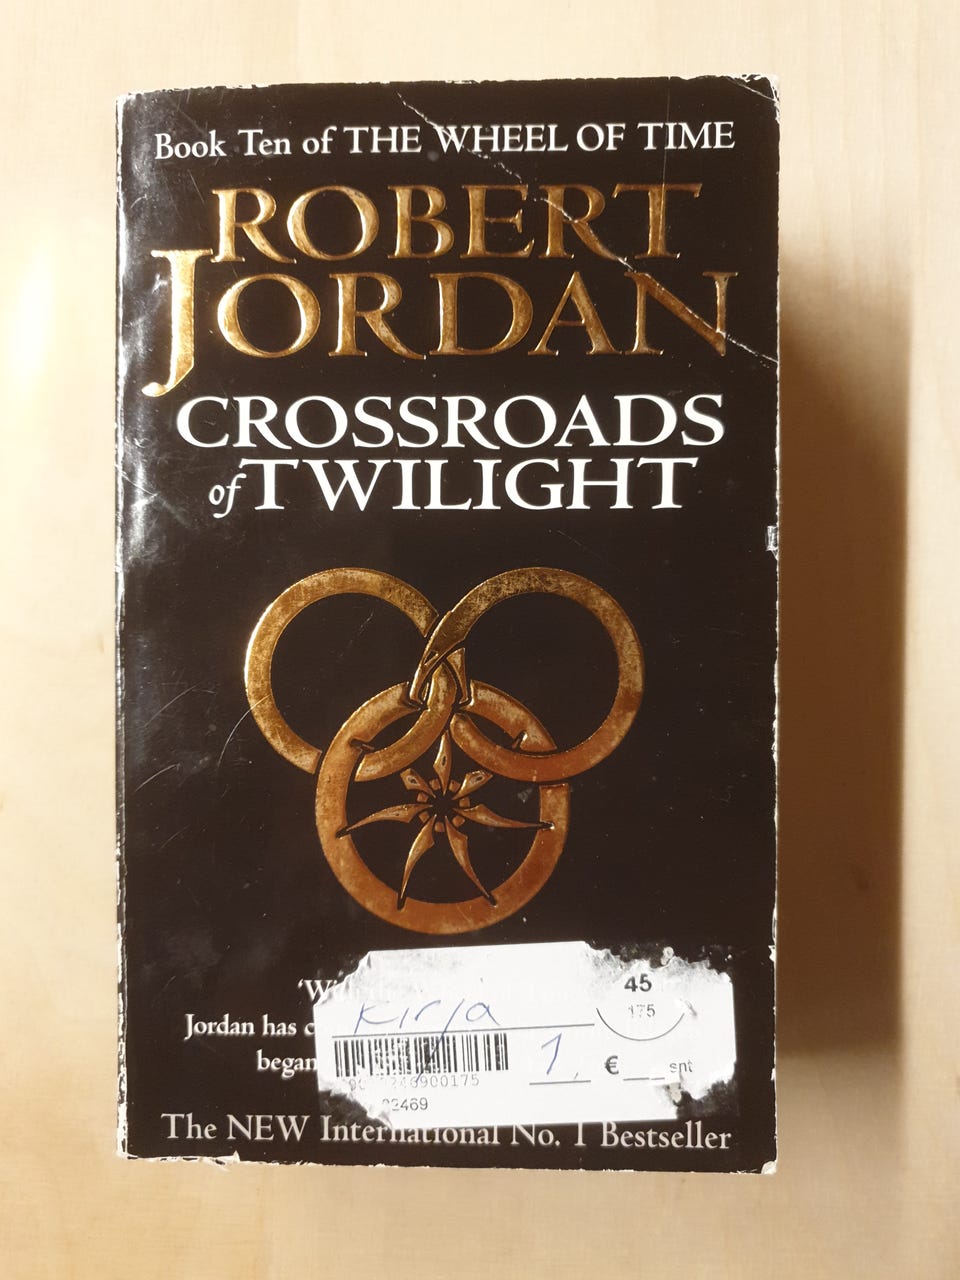 Book Ten of THE WHEEL OF TIME
ROBERT
JORDAN
CROSSROADS
of TWILIGHT
45
175
Kirja
Jordan has
began
1,
€ snt
The NEW International No. 1 Bestseller